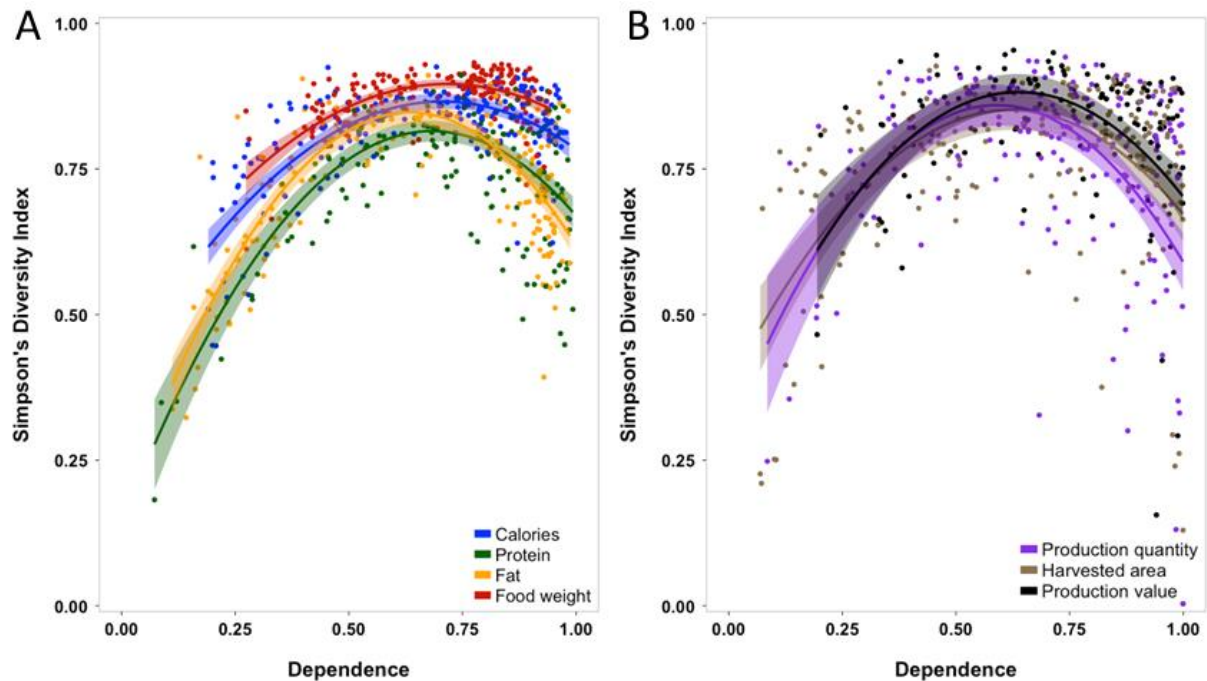 A
1.00
0.75
0.50
0.25
0.00
Simpson's Diversity Index
0.00 0.25 0.50 0.75 1.00
Dependence
Calories
Protein
Fat
Food weight
B
1.00
0.75
0.50
0.25
0.00
Simpson's Diversity Index
0.00 0.25 0.50 0.75 1.00
Dependence
Production quantity
Harvested area
Production value